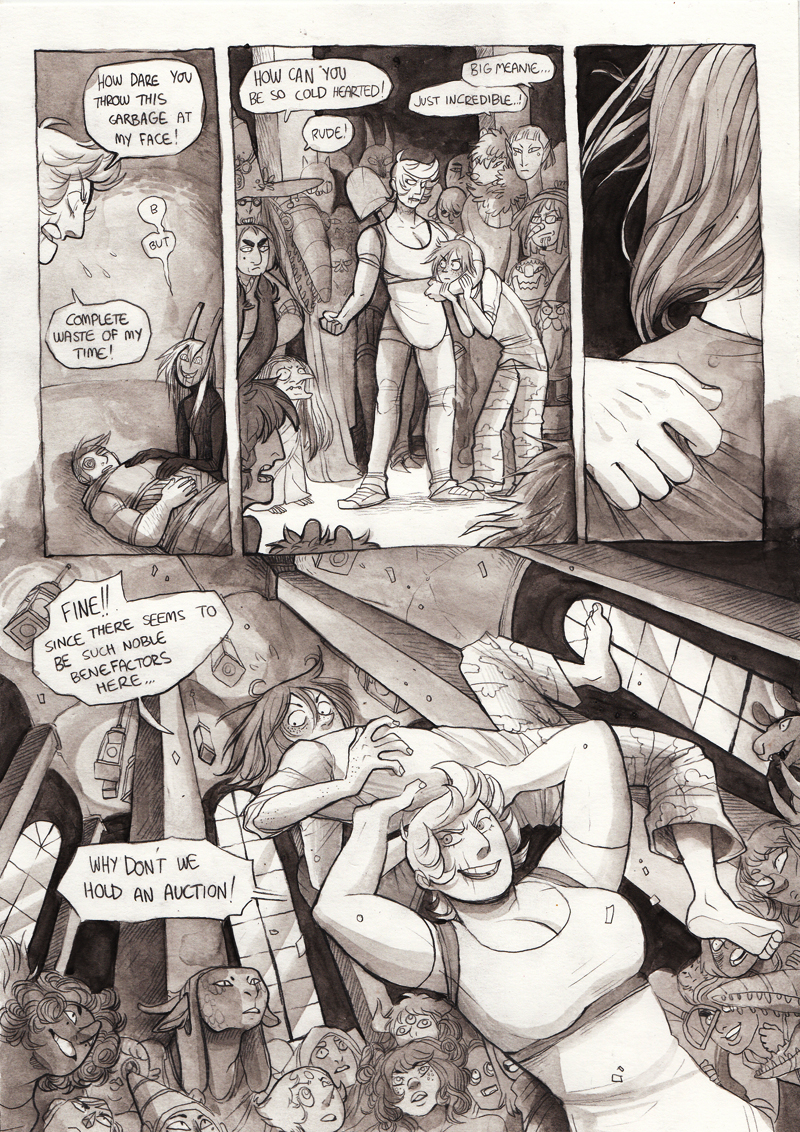 HOW DARE YOU
THROW THIS
GARBAGE AT
MY FACE!
B
BUT
COMPLETE
WASTE OF MY
TIME!
HOW CAN YOU
BE SO COLD HEARTED!
RUDE!
BIG MEANIE...
JUST INCREDIBLE..!
FINE!!
SINCE THERE SEEMS TO
BE SUCH NOBLE
BENEFACTORS
HERE...
WHY DON'T WE
HOLD AN AUCTION!